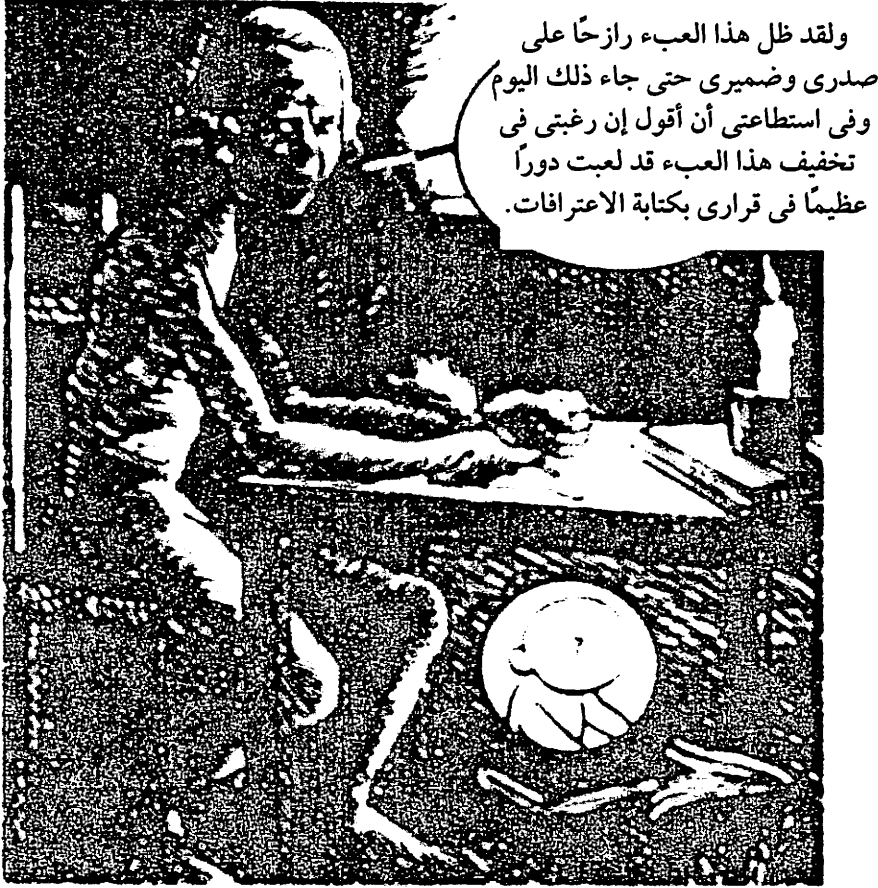 ولقد ظل هذا العبء رازحًا على
صدرى وضميرى حتى جاء ذلك اليوم
وفى استطاعتى أن أقول إن رغبتى فى
تخفيف هذا العبء قد لعبت دورًا
عظيمًا فى قرارى بكتابة الاعترافات.